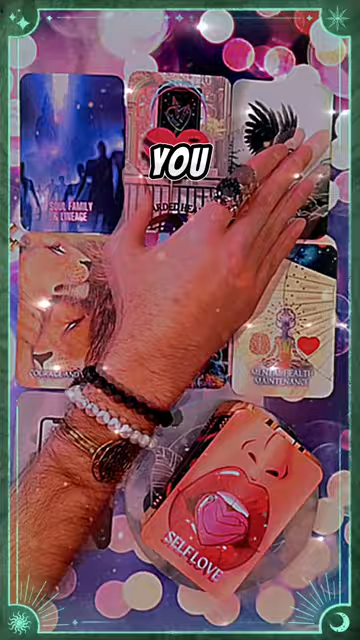 YOU
SOUL FAMILY
& LINEAGE
MENTAL HEALTH
MAINTENANCE
SELF LOVE